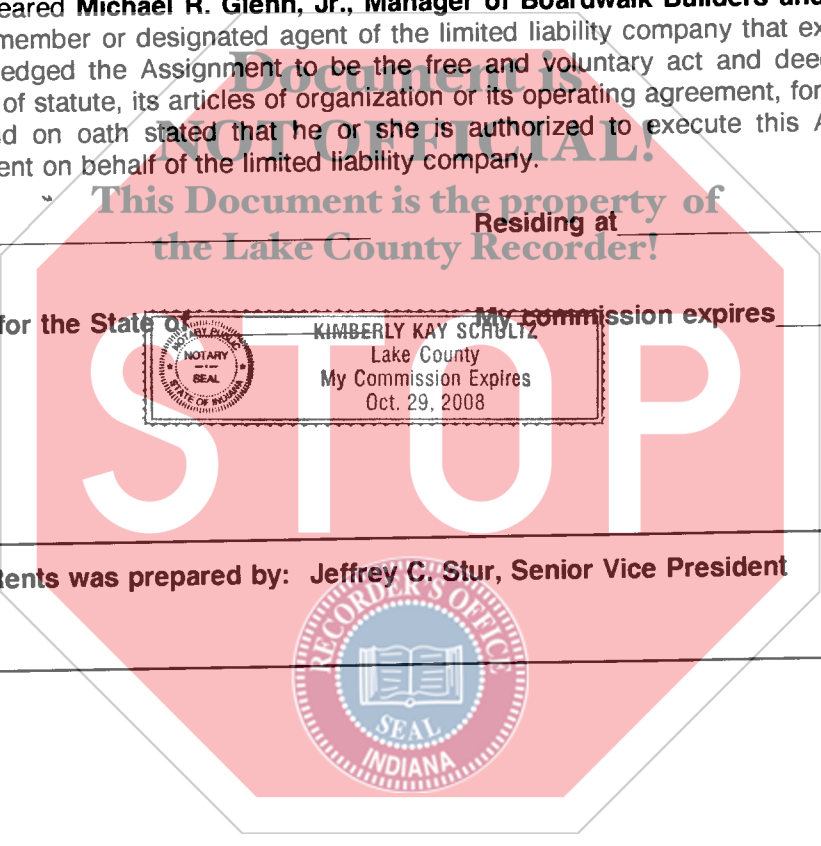 eared Michael R. Glenn, Jr., Manager of Boardwalk Builders and
member or designated agent of the limited liability company that ex
edged the Assignment to be the free and voluntary act and deed
of statute, its articles of organization or its operating agreement, for
d on oath stated that he or she is authorized to execute this A
ent on behalf of the limited liability company.
Document is
NOT OFFICIAL!
This Document is the property of
the Lake County Recorder!
Residing at
for the State of
My commission expires
NOTARY PUBLIC
NOTARY
SEAL
STATE OF INDIANA
KIMBERLY KAY SCHULTZ
Lake County
My Commission Expires
Oct. 29, 2008
STOP
Rents was prepared by: Jeffrey C. Stur, Senior Vice President
RECORDER'S OFFICE
SEAL
INDIANA